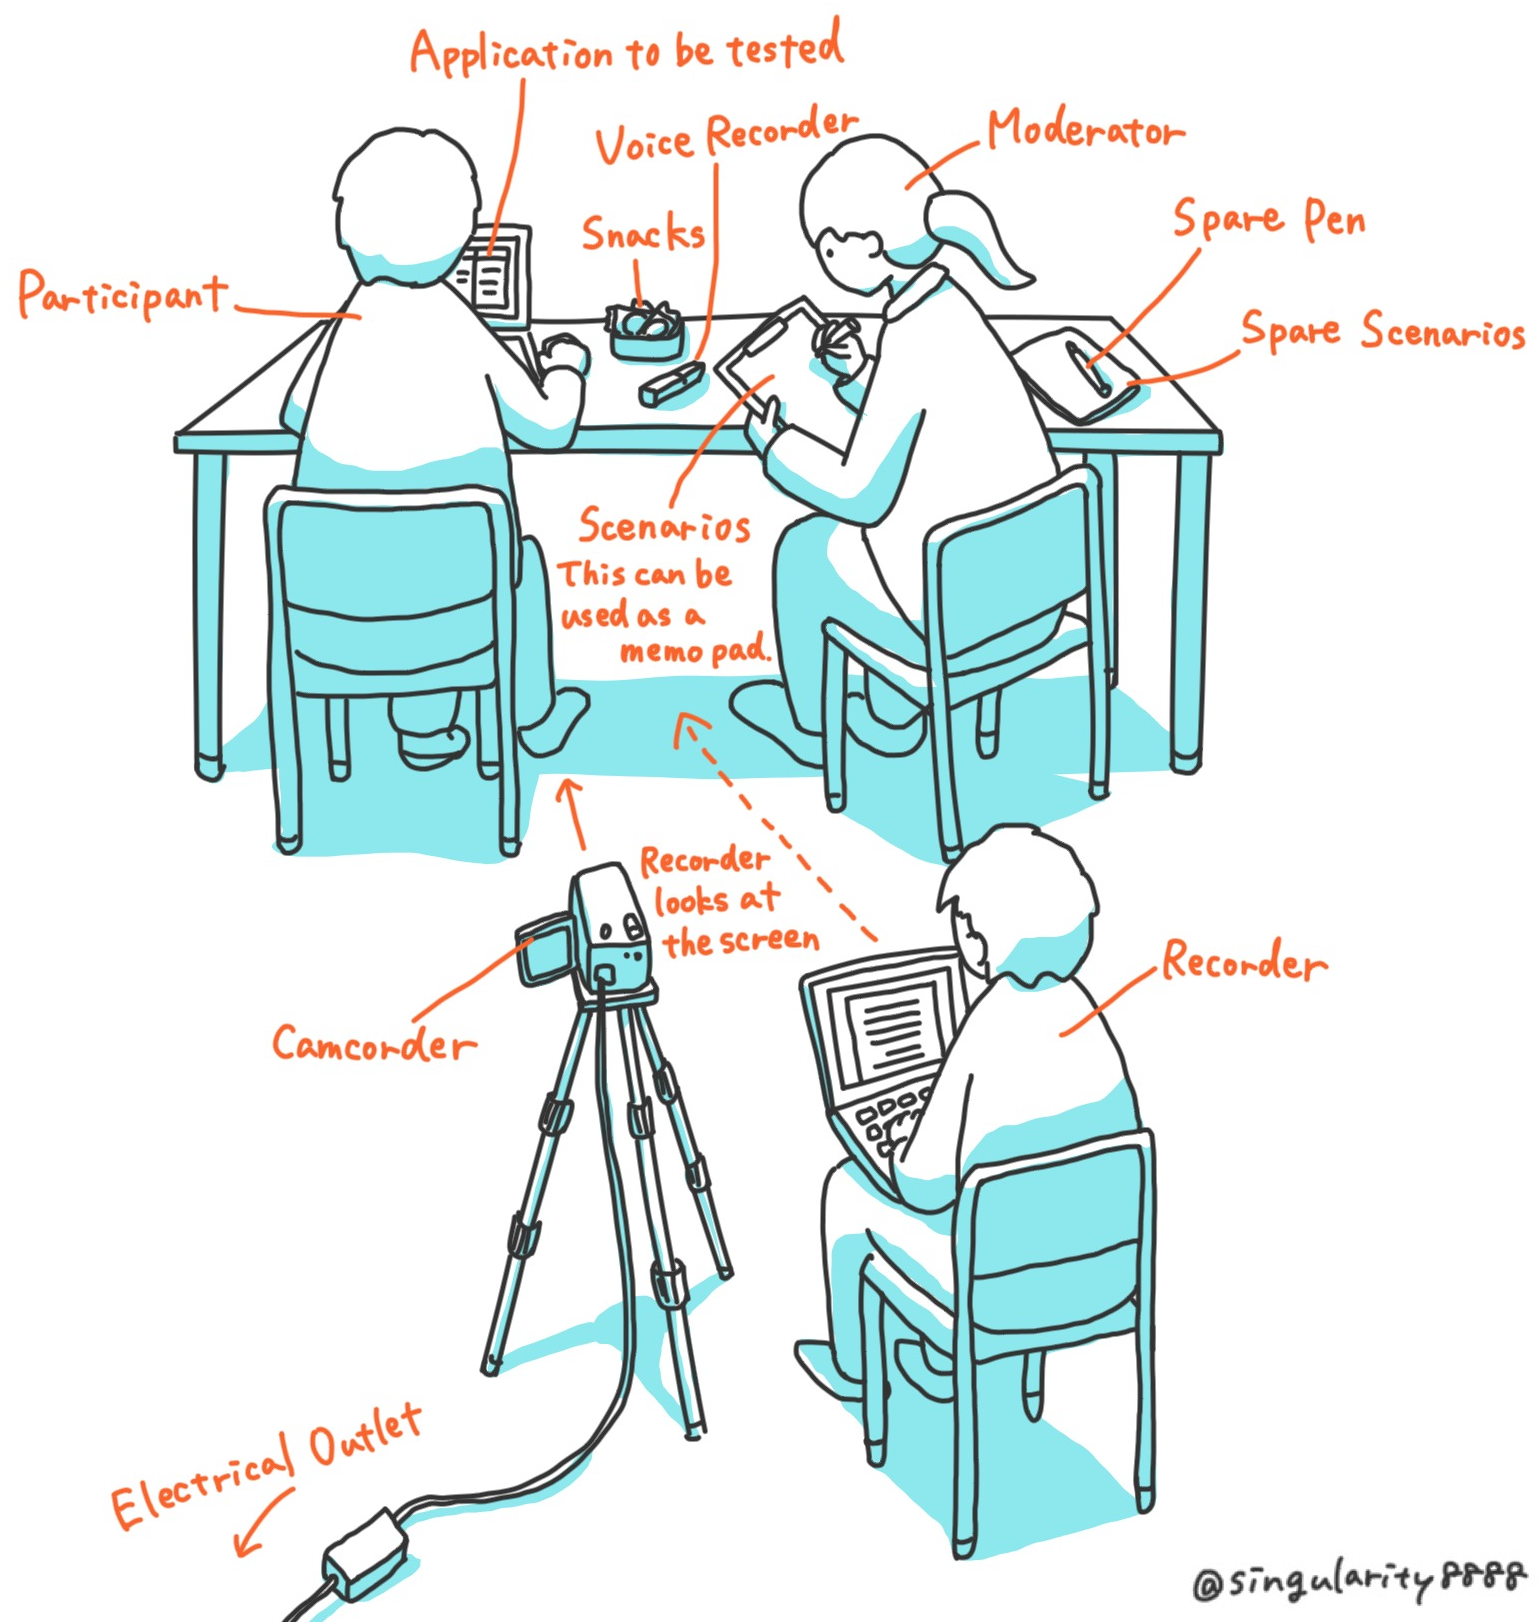 Application to be tested
Voice Recorder
Moderator
Snacks
Spare Pen
Participant
Spare Scenarios
Scenarios
This can be
used as a
memo pad.
Recorder
looks at
the screen
Recorder
Camcorder
Electrical Outlet
@singularity8888